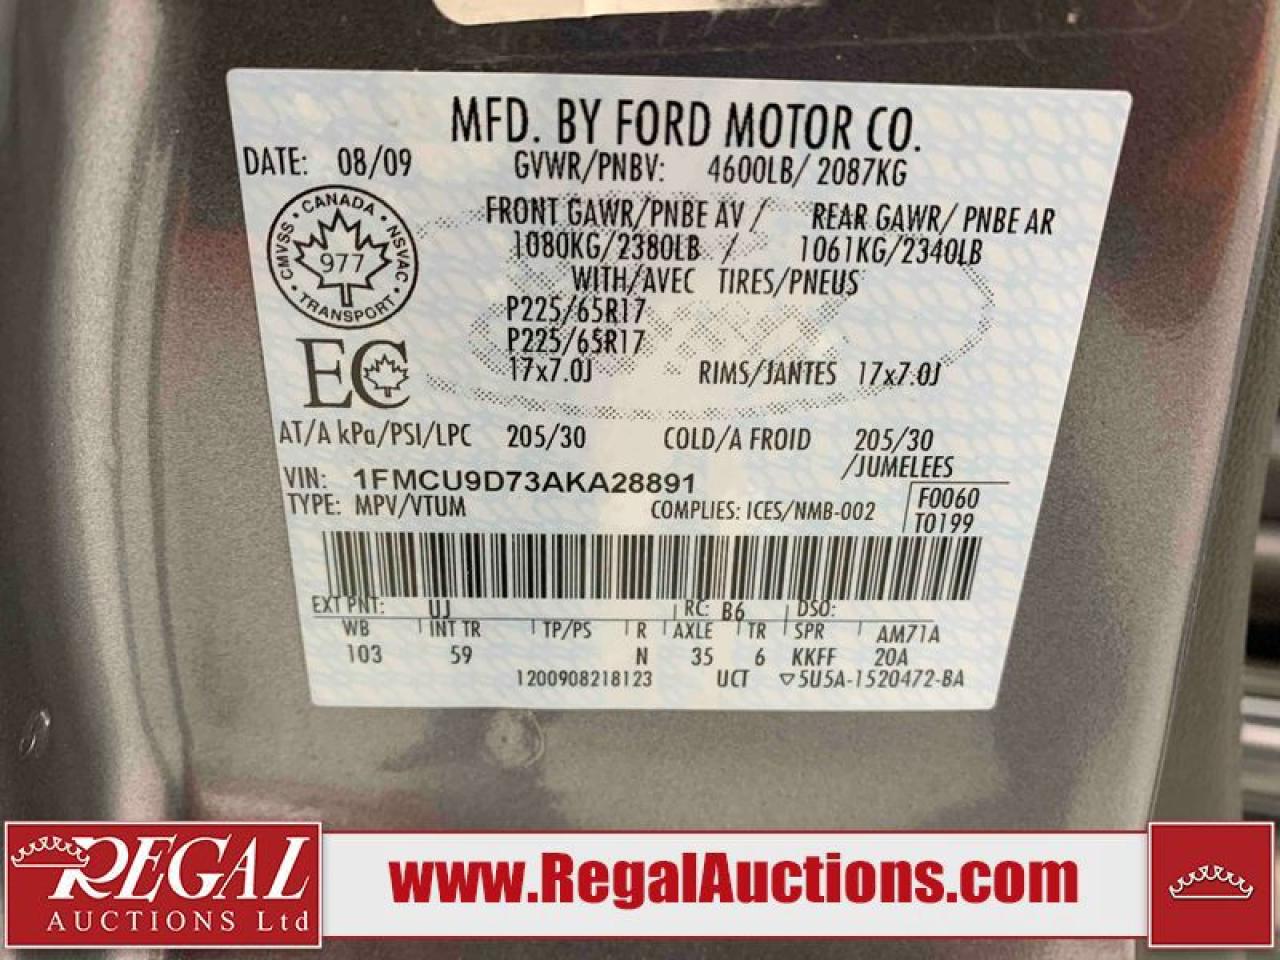 MFD. BY FORD MOTOR CO.
DATE: 08/09 GVWR/PNBV: 4600LB/ 2087KG
FRONT GAWR/PNBE AV / REAR GAWR/ PNBE AR
1080KG/2380LB / 1061KG/2340LB
WITH/AVEC TIRES/PNEUS
P225/65R17
P225/65R17
17x7.0J RIMS/JANTES 17x7.0J
CANADA
CMVSS NSVAC
977
TRANSPORT
EC
AT/A kPa/PSI/LPC 205/30 COLD/A FROID 205/30
/JUMELEES
VIN: 1FMCU9D73AKA28891
TYPE: MPV/VTUM COMPLIES: ICES/NMB-002
F0060
T0199
EXT PNT: UJ RC: B6 DSO:
WB INT TR TP/PS R AXLE TR SPR AM71A
103 59 N 35 6 KKFF 20A
1200908218123 UCT ▽5U5A-1520472-BA
REGAL
AUCTIONS Ltd
www.RegalAuctions.com